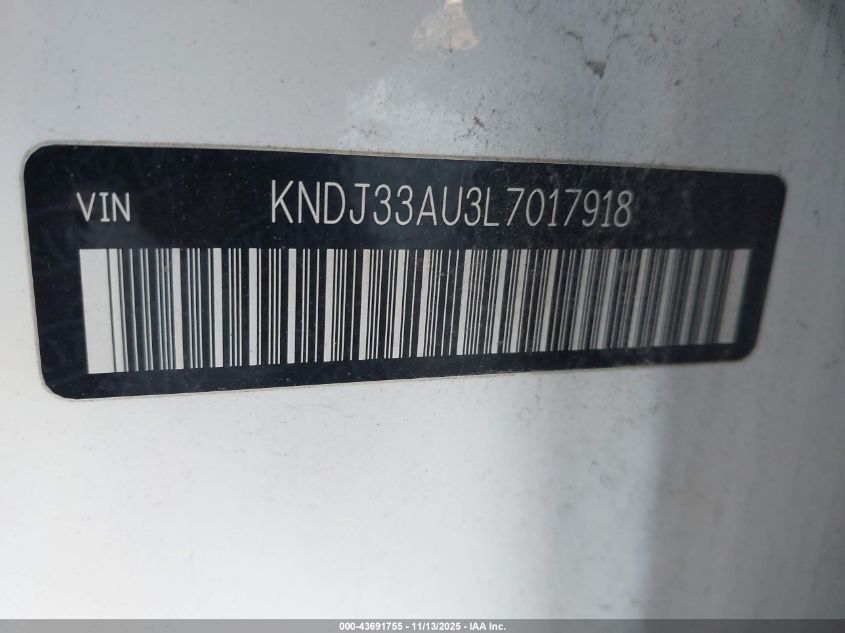 VIN KNDJ33AU3L7017918
000-43691755 - 11/13/2025 - IAA Inc.